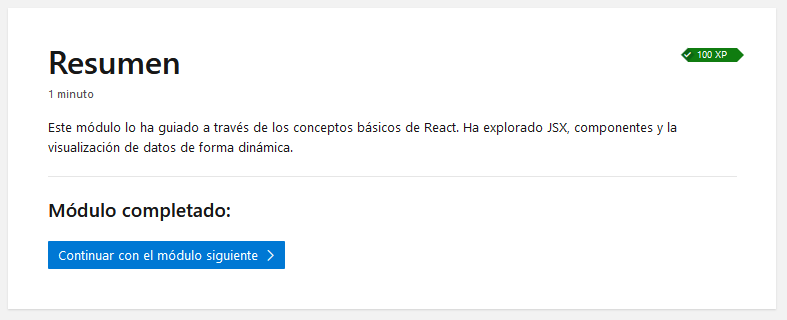 Resumen
100 XP
1 minuto
Este módulo lo ha guiado a través de los conceptos básicos de React. Ha explorado JSX, componentes y la
visualización de datos de forma dinámica.
Módulo completado:
Continuar con el módulo siguiente